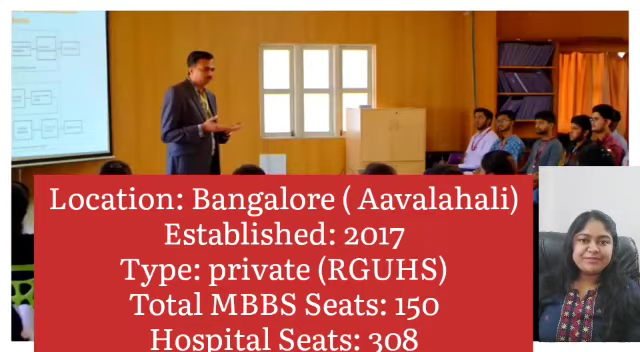 Location: Bangalore ( Aavalahali)
Established: 2017
Type: private (RGUHS)
Total MBBS Seats: 150
Hospital Seats: 308